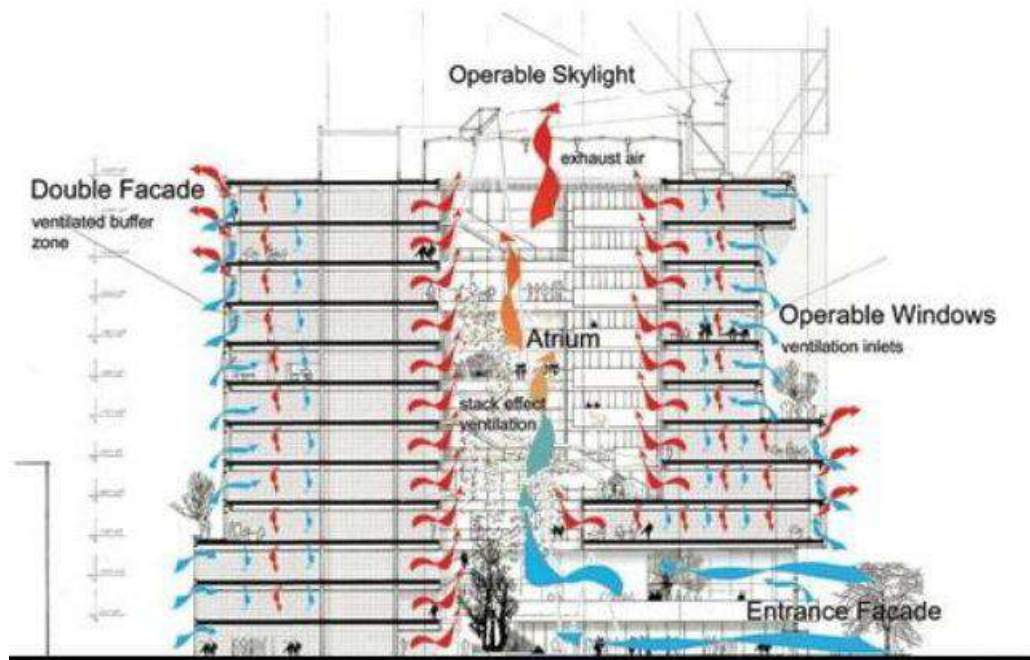 Operable Skylight
exhaust air
Double Facade
ventilated buffer
zone
Operable Windows
ventilation inlets
Atrium
stack effect
ventilation
Entrance Facade